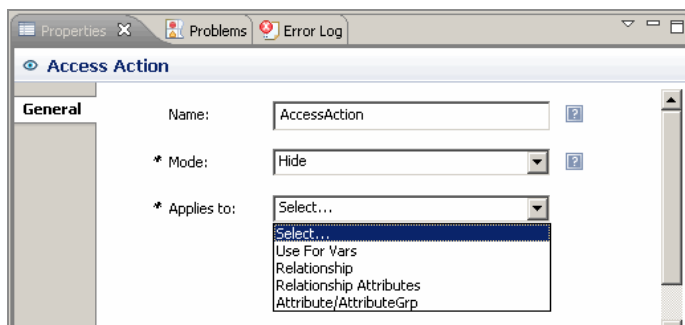 Properties Problems Error Log
Access Action
General
Name: AccessAction ?
* Mode: Hide ?
* Applies to: Select...
Select...
Use For Vars
Relationship
Relationship Attributes
Attribute/AttributeGrp